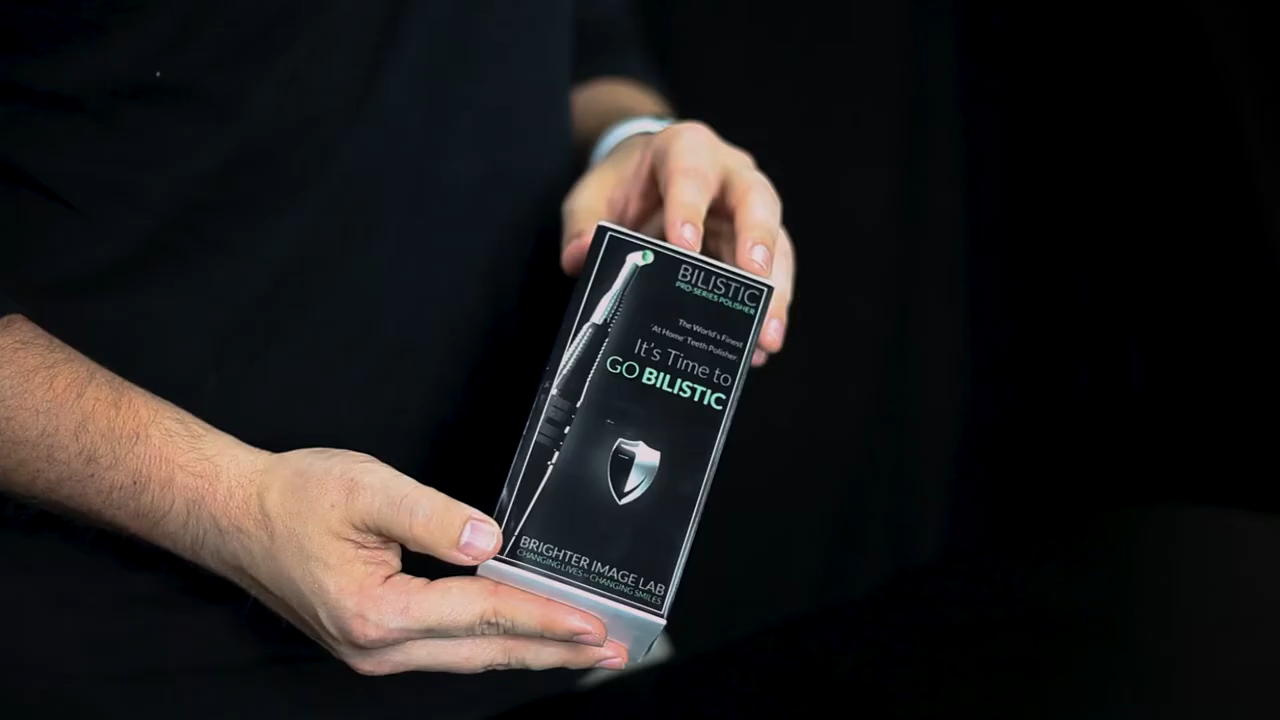 BILISTIC
PRO-SERIES POLISHER
The World's Finest
'At Home' Teeth Polisher.
It's Time to
GO BILISTIC
BRIGHTER IMAGE LAB
CHANGING LIVES BY CHANGING SMILES